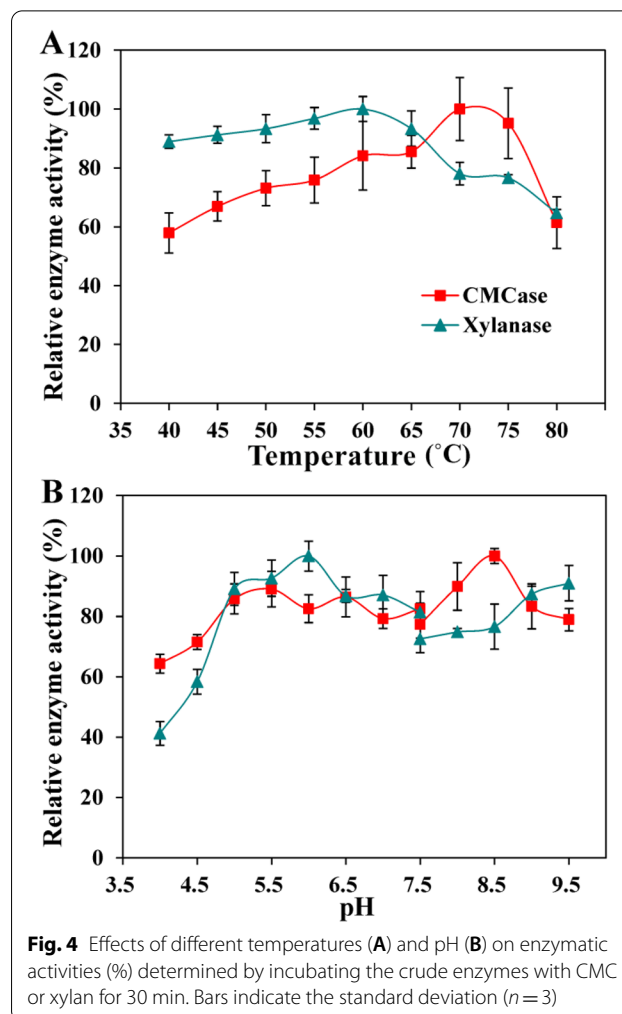 A
120
100
80
60
40
20
0
Relative enzyme activity (%)
CMCase
Xylanase
35 40 45 50 55 60 65 70 75 80
Temperature (°C)
B
120
100
80
60
40
20
0
Relative enzyme activity (%)
3.5 4.5 5.5 6.5 7.5 8.5 9.5
pH
Fig. 4 Effects of different temperatures (A) and pH (B) on enzymatic
activities (%) determined by incubating the crude enzymes with CMC
or xylan for 30 min. Bars indicate the standard deviation (n = 3)